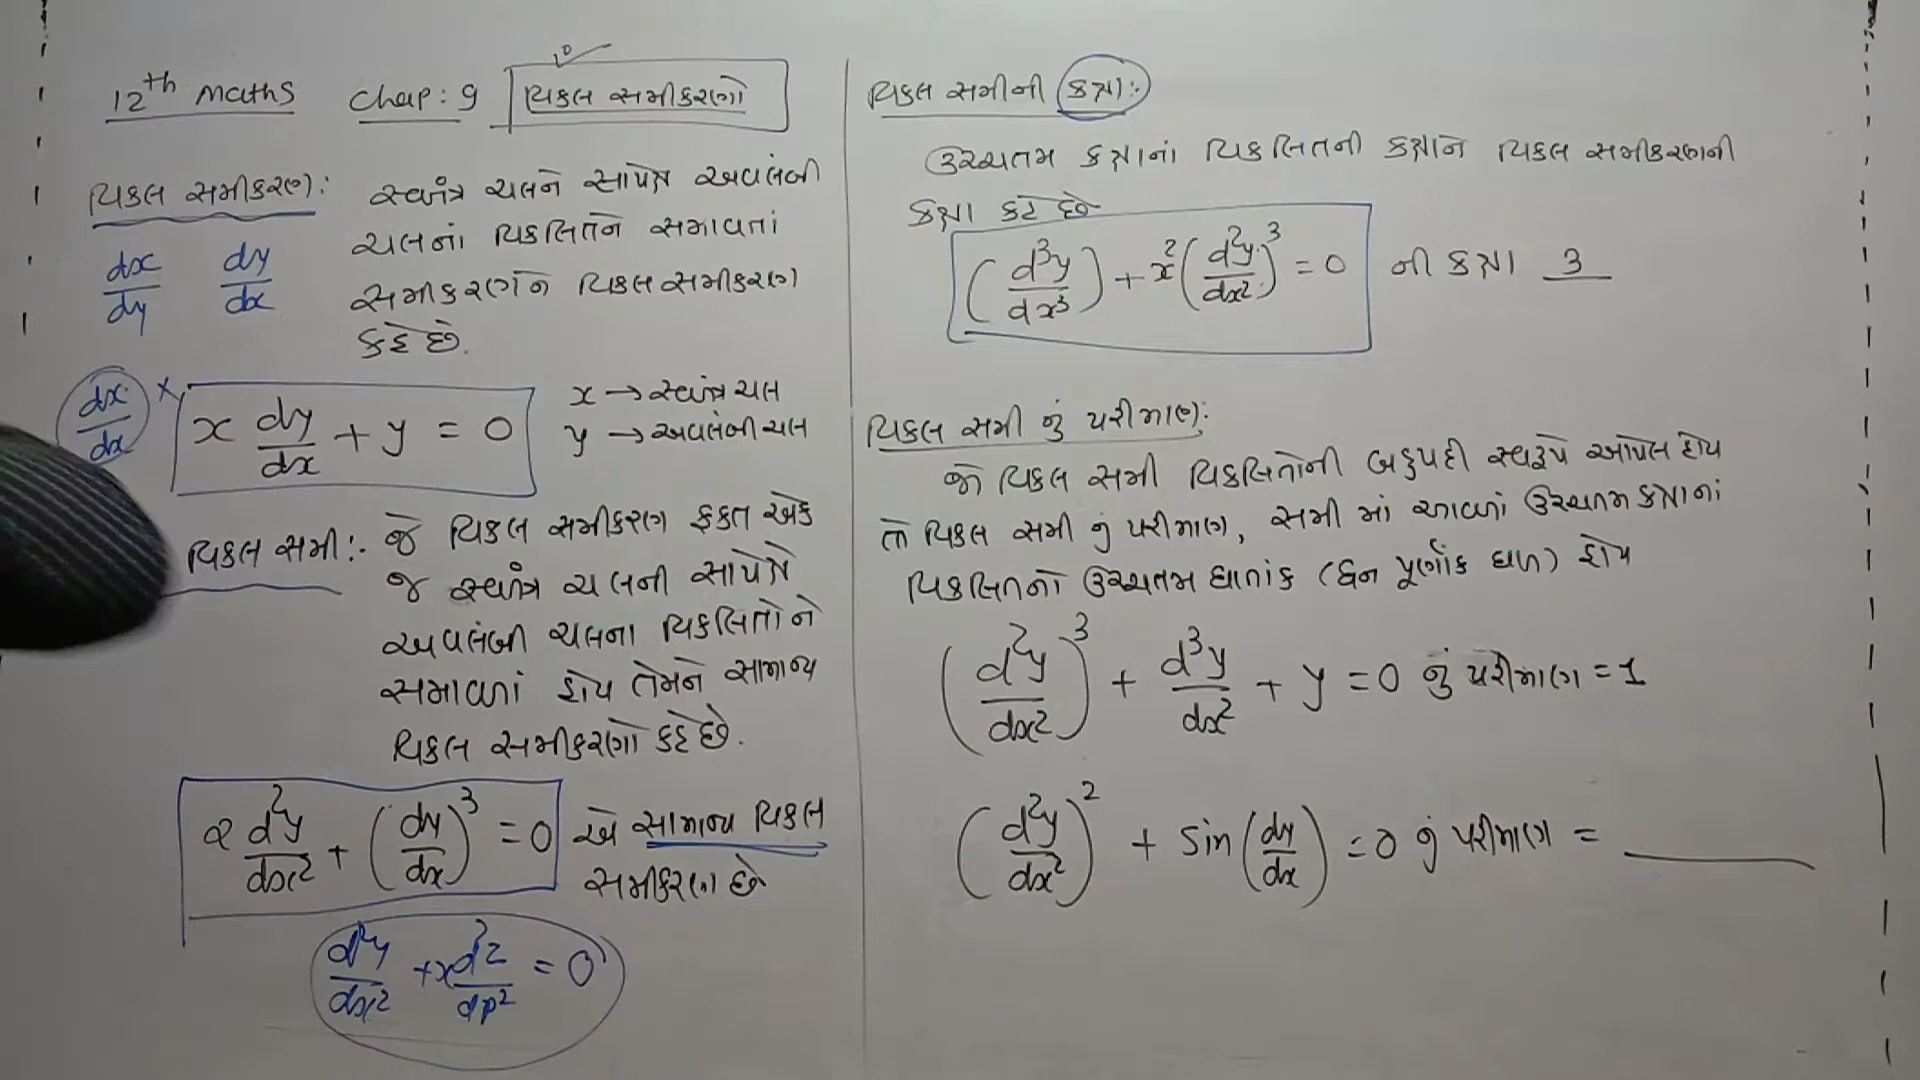 12th Maths Chap: 9 વિકલ સમીકરણો
વિકલ સમીકરણ: સ્વતંત્ર ચલને સાપેક્ષ અવલંબી
ચલનાં વિકલિતને સમાવતાં
સમીકરણને વિકલ સમીકરણ
કહે છે.
dx/dy dy/dx
dx/dx x
x dy/dx + y = 0
x → સ્વતંત્ર ચલ
y → અવલંબી ચલ
વિકલ સમી:- જે વિકલ સમીકરણ ફકત એક
જ સ્વતંત્ર ચલની સાપેક્ષે
અવલંબી ચલના વિકલિતોને
સમાવતાં હોય તેમને સામાન્ય
વિકલ સમીકરણો કહે છે.
2 d²y/dx² + (dy/dx)³ = 0 એ સામાન્ય વિકલ
સમીકરણ છે
d²y/dx² + x d²z/dp² = 0
વિકલ સમીની કક્ષા:-
ઉચ્ચતમ કક્ષાનાં વિકલિતની કક્ષાને વિકલ સમીકરણની
કક્ષા કહે છે
(d³y/dx³) + x² (d²y/dx²)³ = 0 ની કક્ષા 3
વિકલ સમી નું પરીમાણ:
જો વિકલ સમી વિકલિતોની બહુપદી સ્વરૂપે આપેલ હોય
તો વિકલ સમી નું પરીમાણ, સમી માં આવતાં ઉચ્ચતમ કક્ષાનાં
વિકલિતનો ઉચ્ચતમ ઘાતાંક (ધન પૂર્ણાંક ઘાત) હોય
(d²y/dx²)³ + d³y/dx² + y = 0 નું પરીમાણ = 1
(d²y/dx²)² + sin(dy/dx) = 0 નું પરીમાણ = ______